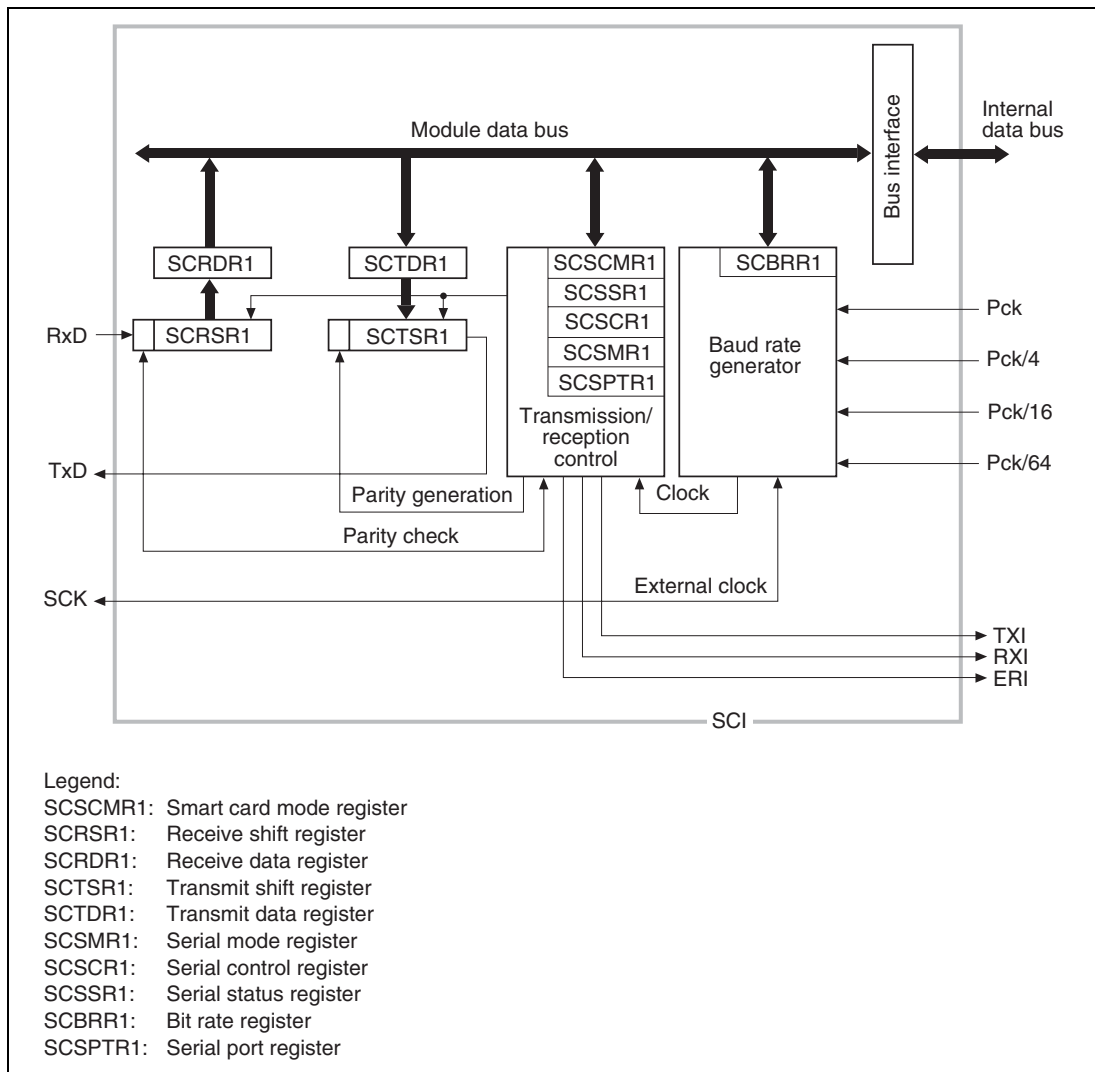 Module data bus
Bus interface
Internal
data bus
SCRDR1
SCTDR1
SCSCMR1
SCSSR1
SCSCR1
SCSMR1
SCSPTR1
Transmission/
reception
control
SCBRR1
Baud rate
generator
RxD
SCRSR1
SCTSR1
Pck
Pck/4
Pck/16
Pck/64
TxD
Parity generation
Clock
Parity check
SCK
External clock
TXI
RXI
ERI
SCI
Legend:
SCSCMR1: Smart card mode register
SCRSR1: Receive shift register
SCRDR1: Receive data register
SCTSR1: Transmit shift register
SCTDR1: Transmit data register
SCSMR1: Serial mode register
SCSCR1: Serial control register
SCSSR1: Serial status register
SCBRR1: Bit rate register
SCSPTR1: Serial port register